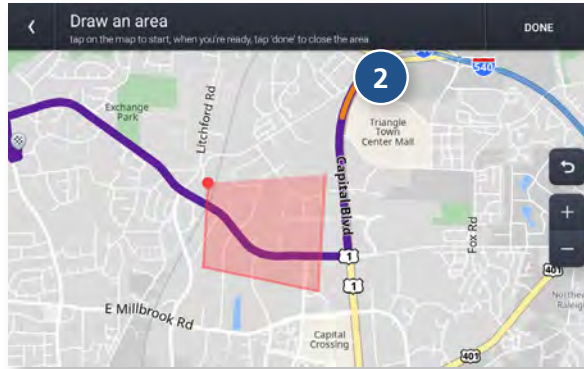 Draw an area
DONE
tap on the map to start, when you're ready, tap 'done' to close the area
2
540
Exchange
Park
Litchford Rd
Triangle
Town
Center Mall
Capital Blvd
Fox Rd
+
−
1
401
1
Northe
Raleig
E Millbrook Rd
Capital
Crossing
401